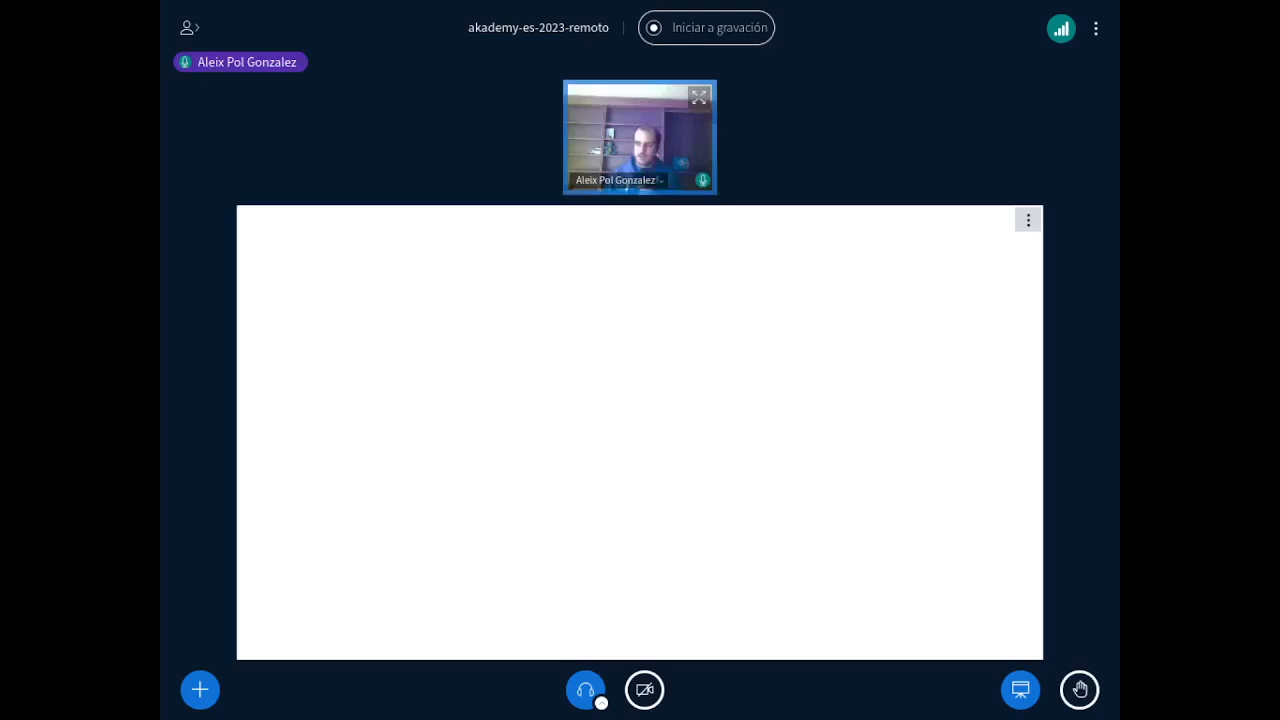 akademy-es-2023-remoto
Iniciar a gravación
Aleix Pol Gonzalez
Aleix Pol Gonzalez